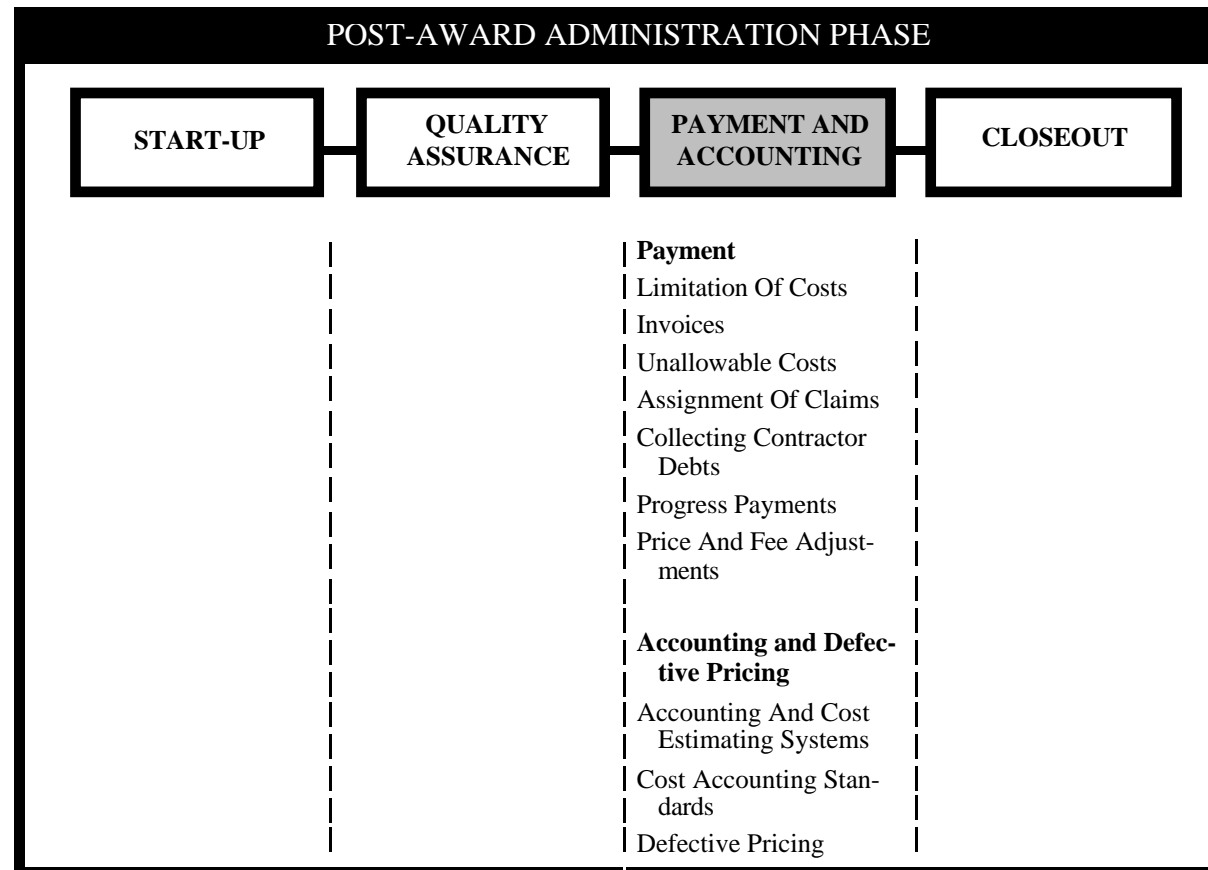 POST-AWARD ADMINISTRATION PHASE
START-UP
QUALITY
ASSURANCE
PAYMENT AND
ACCOUNTING
CLOSEOUT
Payment
Limitation Of Costs
Invoices
Unallowable Costs
Assignment Of Claims
Collecting Contractor
Debts
Progress Payments
Price And Fee Adjust-
ments
Accounting and Defec-
tive Pricing
Accounting And Cost
Estimating Systems
Cost Accounting Stan-
dards
Defective Pricing